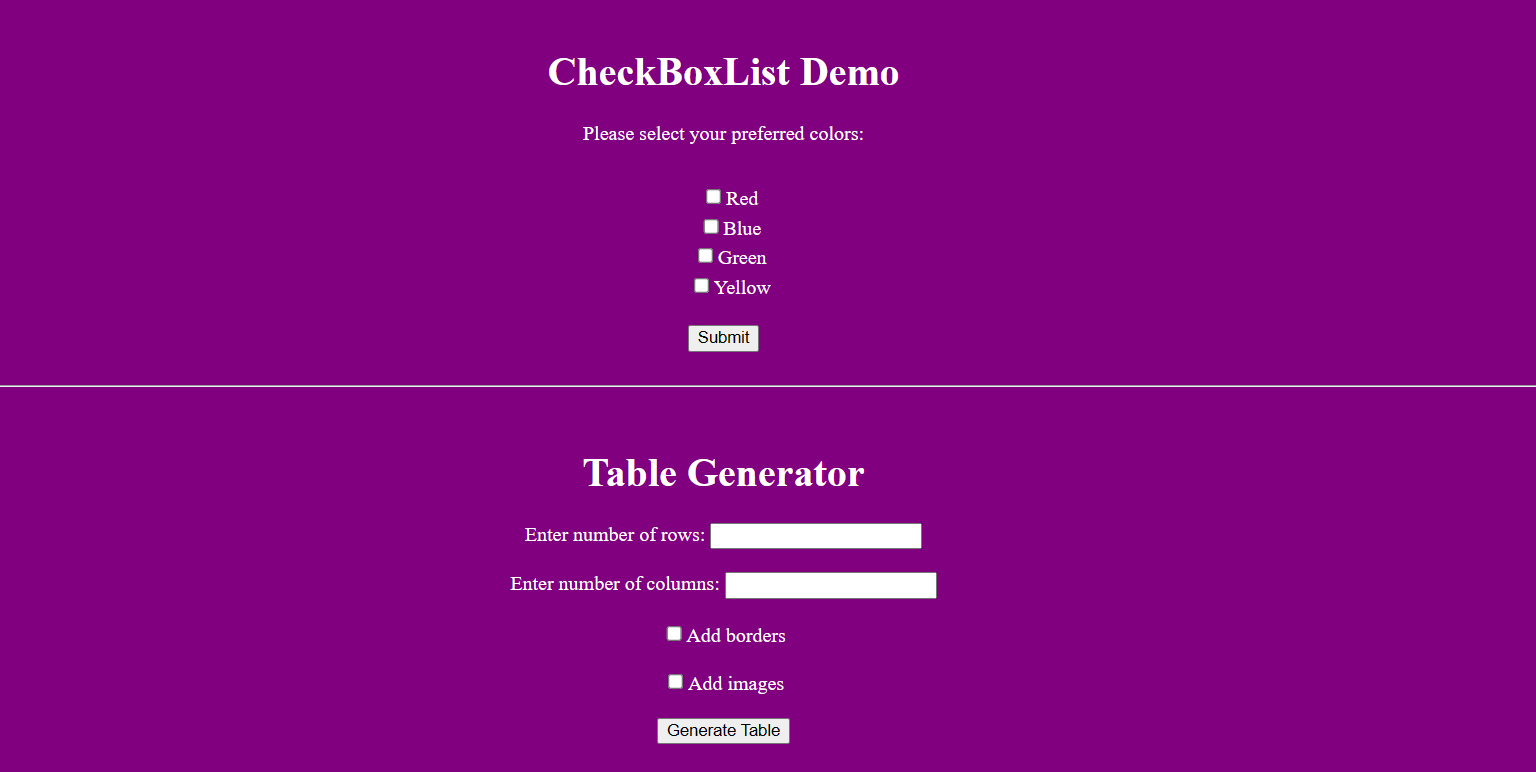 CheckBoxList Demo
Please select your preferred colors:
Red
Blue
Green
Yellow
Submit
Table Generator
Enter number of rows:
Enter number of columns:
Add borders
Add images
Generate Table